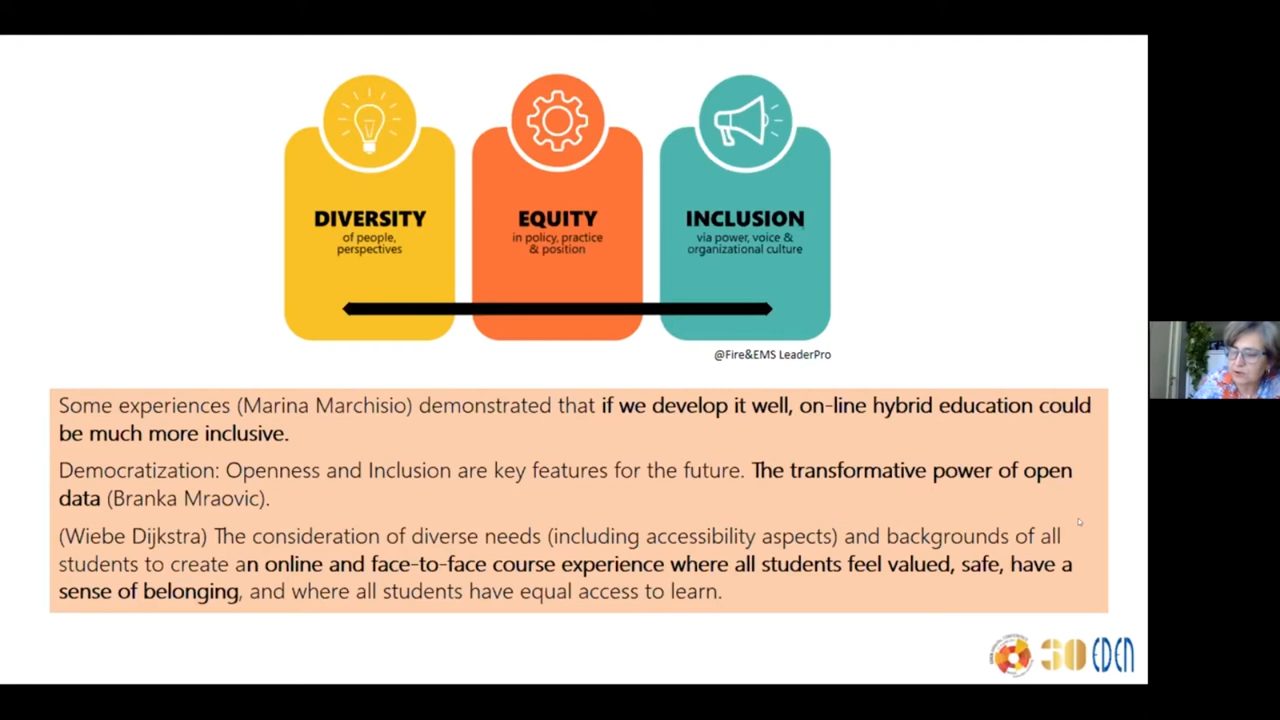 DIVERSITY
of people,
perspectives
EQUITY
in policy, practice
& position
INCLUSION
via power, voice &
organizational culture
@Fire&EMS LeaderPro
Some experiences (Marina Marchisio) demonstrated that if we develop it well, on-line hybrid education could
be much more inclusive.
Democratization: Openness and Inclusion are key features for the future. The transformative power of open
data (Branka Mraovic).
(Wiebe Dijkstra) The consideration of diverse needs (including accessibility aspects) and backgrounds of all
students to create an online and face-to-face course experience where all students feel valued, safe, have a
sense of belonging, and where all students have equal access to learn.
30 EDEN